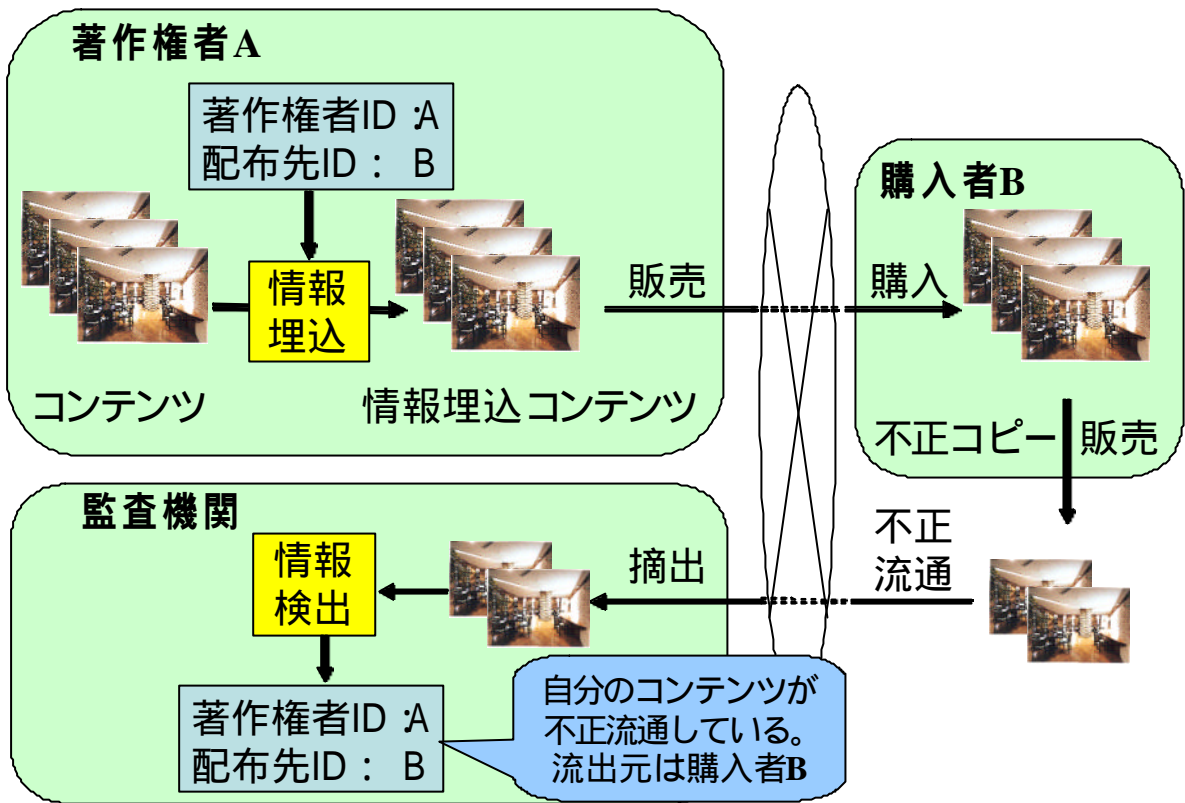 著作権者A
著作権者ID:A
配布先ID: B
情報
埋込
コンテンツ
情報埋込コンテンツ
販売
購入
購入者B
不正コピー
販売
不正
流通
摘出
監査機関
情報
検出
著作権者ID:A
配布先ID: B
自分のコンテンツが
不正流通している。
流出元は購入者B